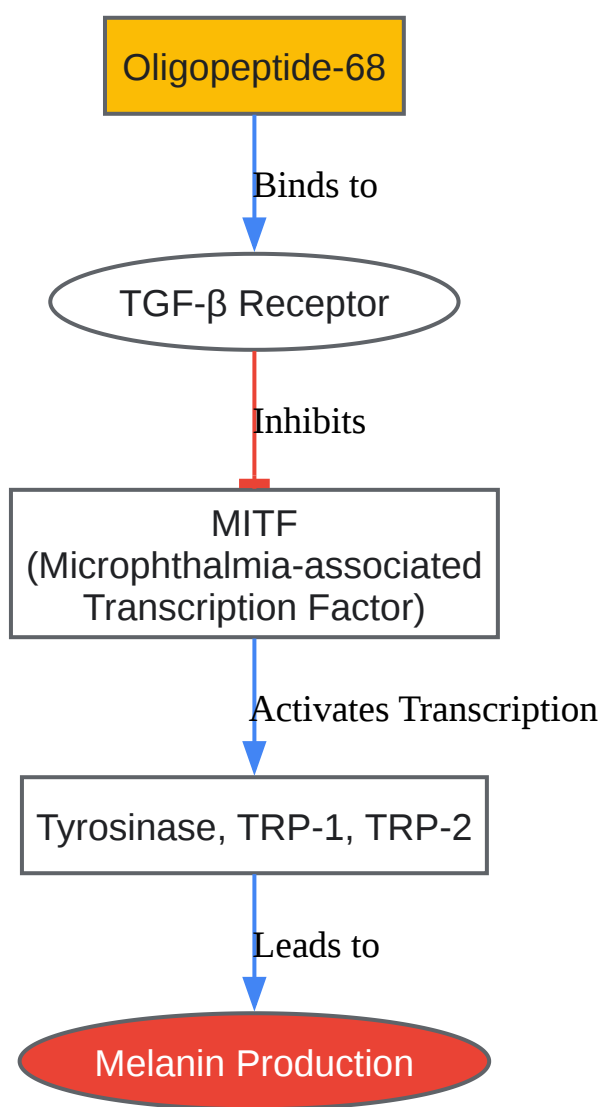 Oligopeptide-68
Binds to
TGF-β Receptor
Inhibits
MITF
(Microphthalmia-associated
Transcription Factor)
Activates Transcription
Tyrosinase, TRP-1, TRP-2
Leads to
Melanin Production